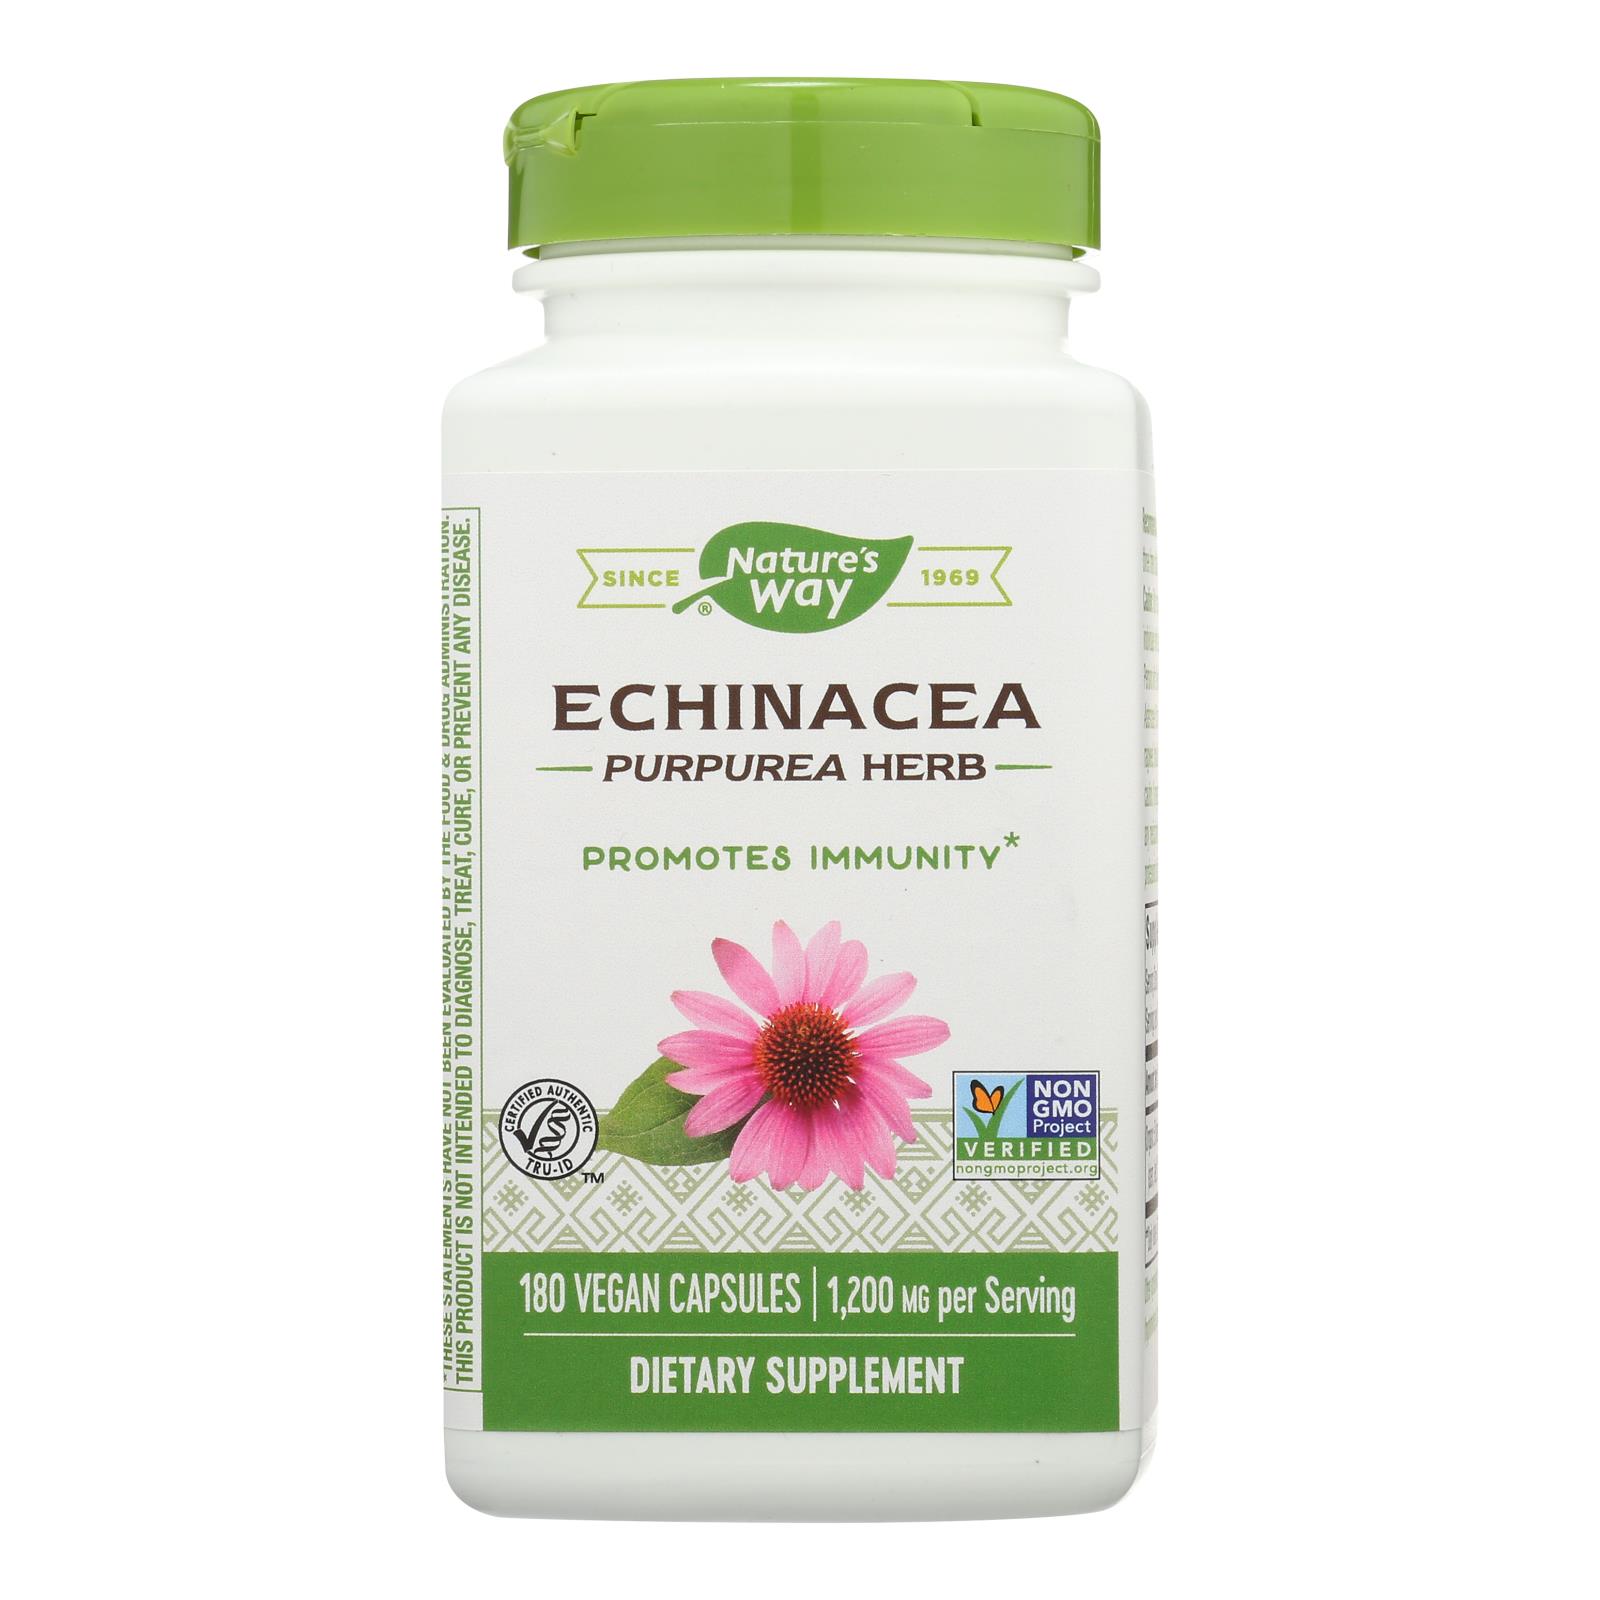 SINCE Nature's Way® 1969
ECHINACEA
PURPUREA HERB
PROMOTES IMMUNITY*
CERTIFIED AUTHENTIC
TRU-ID
TM
NON
GMO
Project
VERIFIED
nongmoproject.org
180 VEGAN CAPSULES | 1,200 MG per Serving
DIETARY SUPPLEMENT
*THESE STATEMENTS HAVE NOT BEEN EVALUATED BY THE FOOD & DRUG ADMINISTRATION.
THIS PRODUCT IS NOT INTENDED TO DIAGNOSE, TREAT, CURE, OR PREVENT ANY DISEASE.